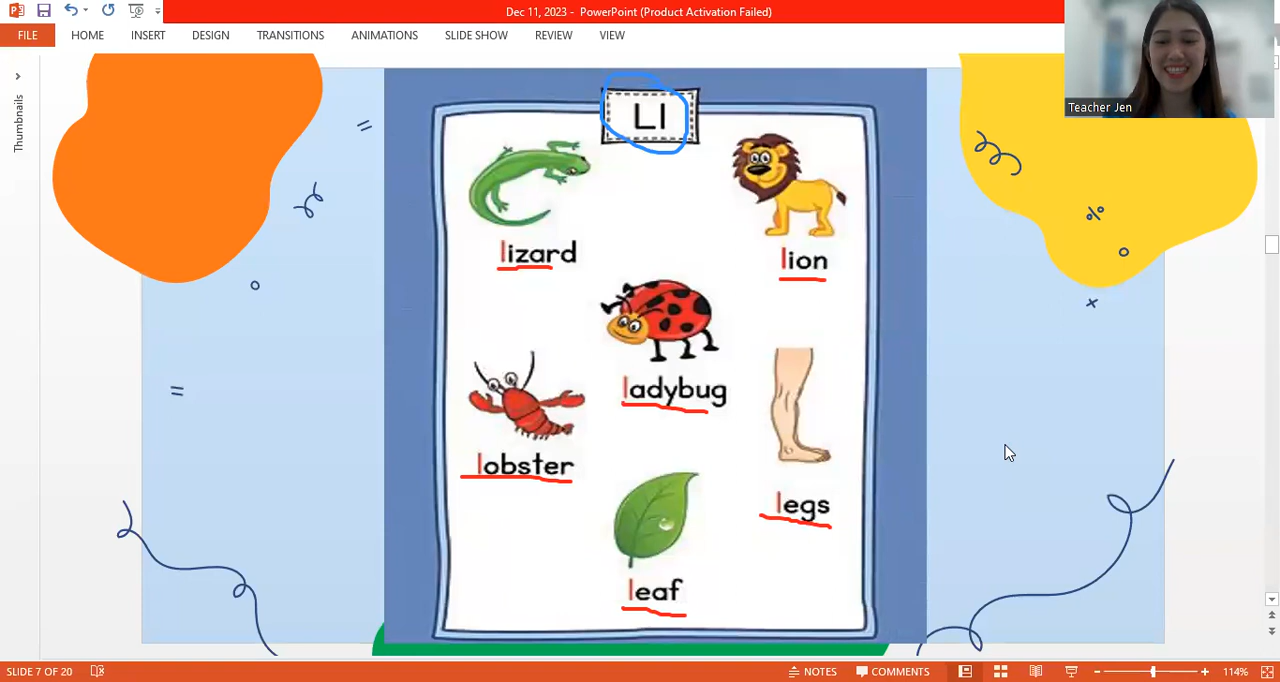 Dec 11, 2023 - PowerPoint (Product Activation Failed)
FILE HOME INSERT DESIGN TRANSITIONS ANIMATIONS SLIDE SHOW REVIEW VIEW
Teacher Jen
Thumbnails
Ll
lizard
lion
ladybug
lobster
legs
leaf
SLIDE 7 OF 20
NOTES COMMENTS 114%